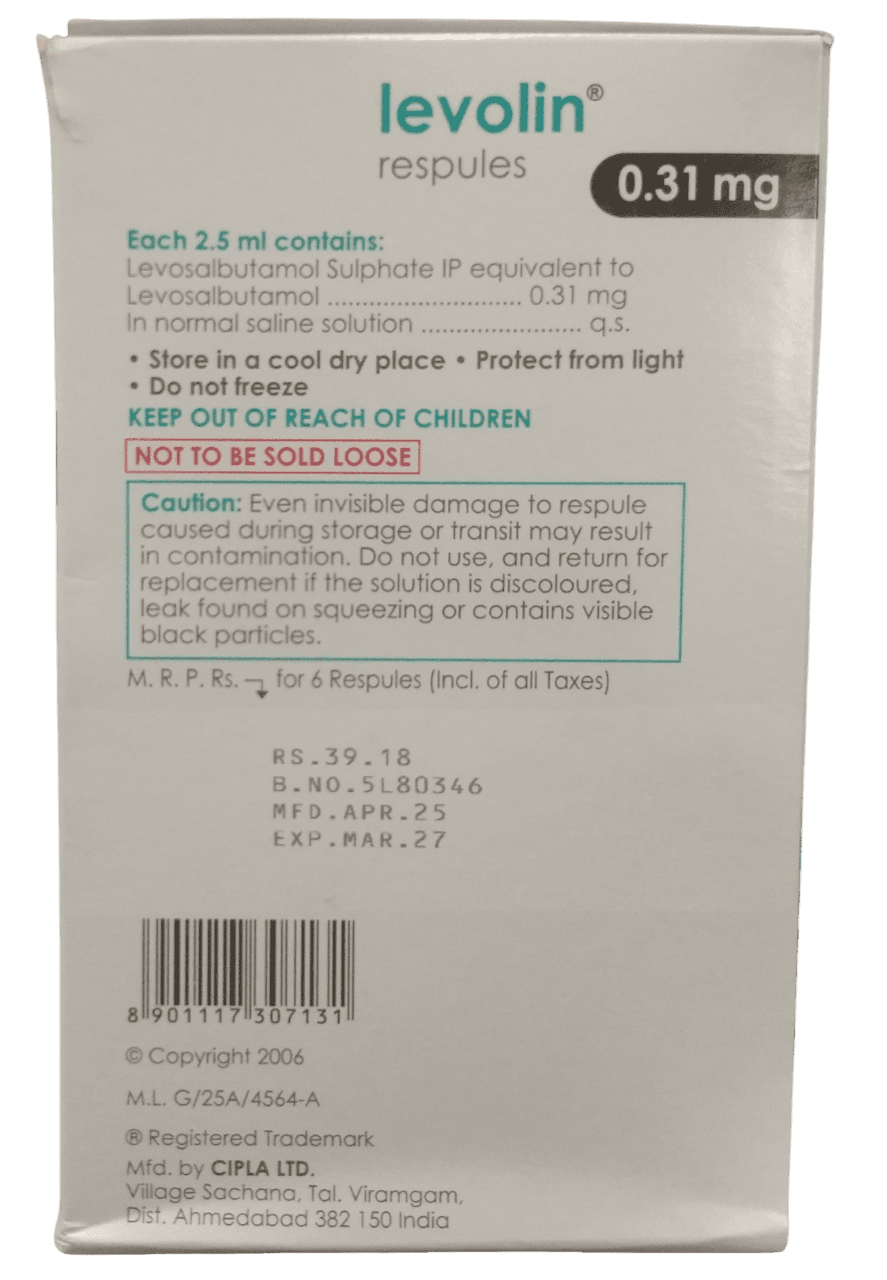 levolin®
respules
0.31 mg
Each 2.5 ml contains:
Levosalbutamol Sulphate IP equivalent to
Levosalbutamol ............................ 0.31 mg
In normal saline solution ....................... q.s.
• Store in a cool dry place • Protect from light
• Do not freeze
KEEP OUT OF REACH OF CHILDREN
NOT TO BE SOLD LOOSE
Caution: Even invisible damage to respule
caused during storage or transit may result
in contamination. Do not use, and return for
replacement if the solution is discoloured,
leak found on squeezing or contains visible
black particles.
M. R. P. Rs. for 6 Respules (Incl. of all Taxes)
RS.39.18
B.NO.5L80346
MFD.APR.25
EXP.MAR.27
8 901117 307131
© Copyright 2006
M.L. G/25A/4564-A
® Registered Trademark
Mfd. by CIPLA LTD.
Village Sachana, Tal. Viramgam,
Dist. Ahmedabad 382 150 India